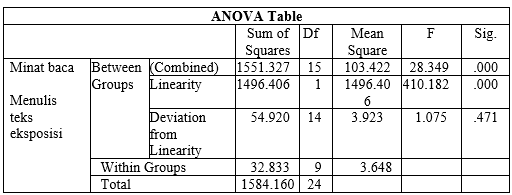 ANOVA Table
Sum of Squares Df Mean Square F Sig.
Minat baca Menulis teks eksposisi Between Groups (Combined) 1551.327 15 103.422 28.349 .000
Linearity 1496.406 1 1496.406 410.182 .000
Deviation from Linearity 54.920 14 3.923 1.075 .471
Within Groups 32.833 9 3.648
Total 1584.160 24